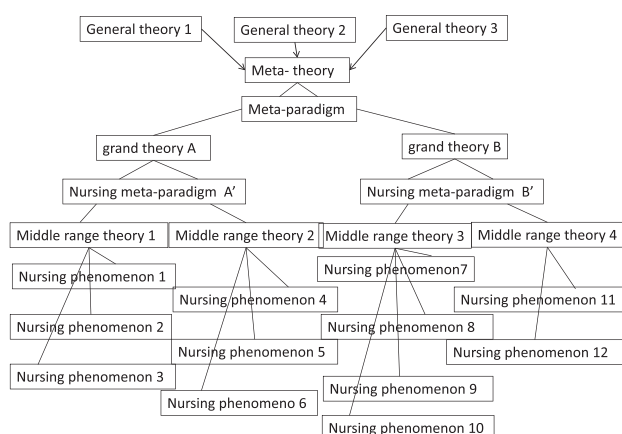 General theory 1
General theory 2
General theory 3
Meta- theory
Meta-paradigm
grand theory A
grand theory B
Nursing meta-paradigm A’
Nursing meta-paradigm B’
Middle range theory 1
Middle range theory 2
Middle range theory 3
Middle range theory 4
Nursing phenomenon 1
Nursing phenomenon7
Nursing phenomenon 4
Nursing phenomenon 11
Nursing phenomenon 2
Nursing phenomenon 8
Nursing phenomenon 5
Nursing phenomenon 12
Nursing phenomenon 3
Nursing phenomenon 9
Nursing phenomeno 6
Nursing phenomenon 10